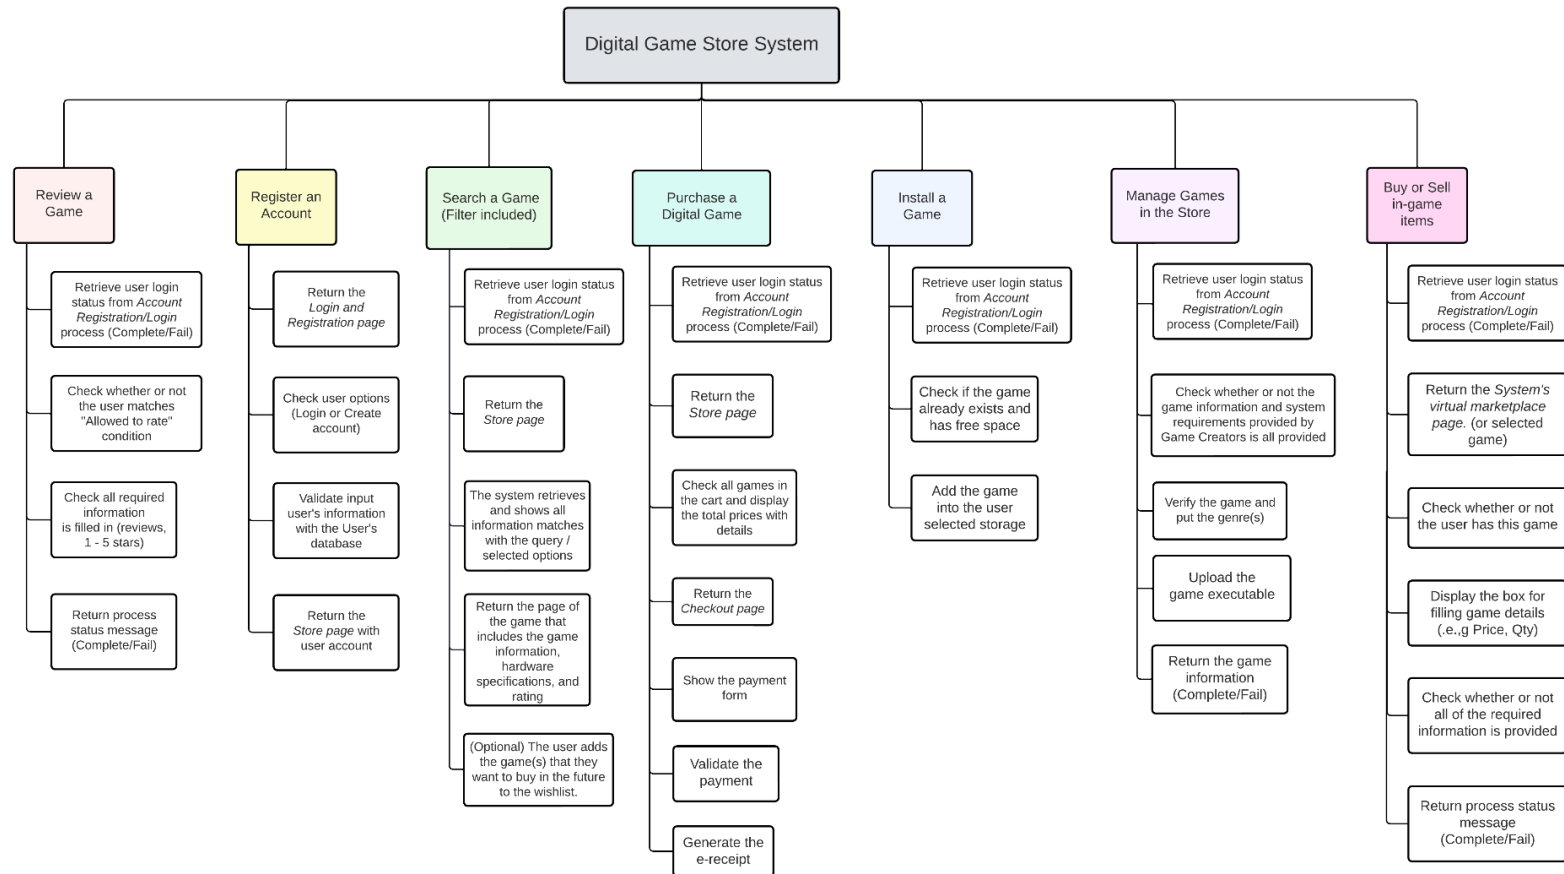 Digital Game Store System
Review a
Game
Retrieve user login
status from Account
Registration/Login
process (Complete/Fail)
Check whether or not
the user matches
"Allowed to rate"
condition
Check all required
information
is filled in (reviews,
1 - 5 stars)
Return process
status message
(Complete/Fail)
Register an
Account
Return the
Login and
Registration page
Check user options
(Login or Create
account)
Validate input
user's information
with the User's
database
Return the
Store page with
user account
Search a Game
(Filter included)
Retrieve user login status
from Account
Registration/Login
process (Complete/Fail)
Return the
Store page
The system retrieves
and shows all
information matches
with the query /
selected options
Return the page of
the game that
includes the game
information,
hardware
specifications, and
rating
(Optional) The user adds
the game(s) that they
want to buy in the future
to the wishlist.
Purchase a
Digital Game
Retrieve user login status
from Account
Registration/Login
process (Complete/Fail)
Return the
Store page
Check all games in
the cart and display
the total prices with
details
Return the
Checkout page
Show the payment
form
Validate the
payment
Generate the
e-receipt
Install a
Game
Retrieve user login status
from Account
Registration/Login
process (Complete/Fail)
Check if the game
already exists and
has free space
Add the game
into the user
selected storage
Manage Games
in the Store
Retrieve user login status
from Account
Registration/Login
process (Complete/Fail)
Check whether or not the
game information and system
requirements provided by
Game Creators is all provided
Verify the game and
put the genre(s)
Upload the
game executable
Return the game
information
(Complete/Fail)
Buy or Sell
in-game
items
Retrieve user login status
from Account
Registration/Login
process (Complete/Fail)
Return the System's
virtual marketplace
page. (or selected
game)
Check whether or not
the user has this game
Display the box for
filling game details
(.e.,g Price, Qty)
Check whether or not
all of the required
information is provided
Return process status
message
(Complete/Fail)